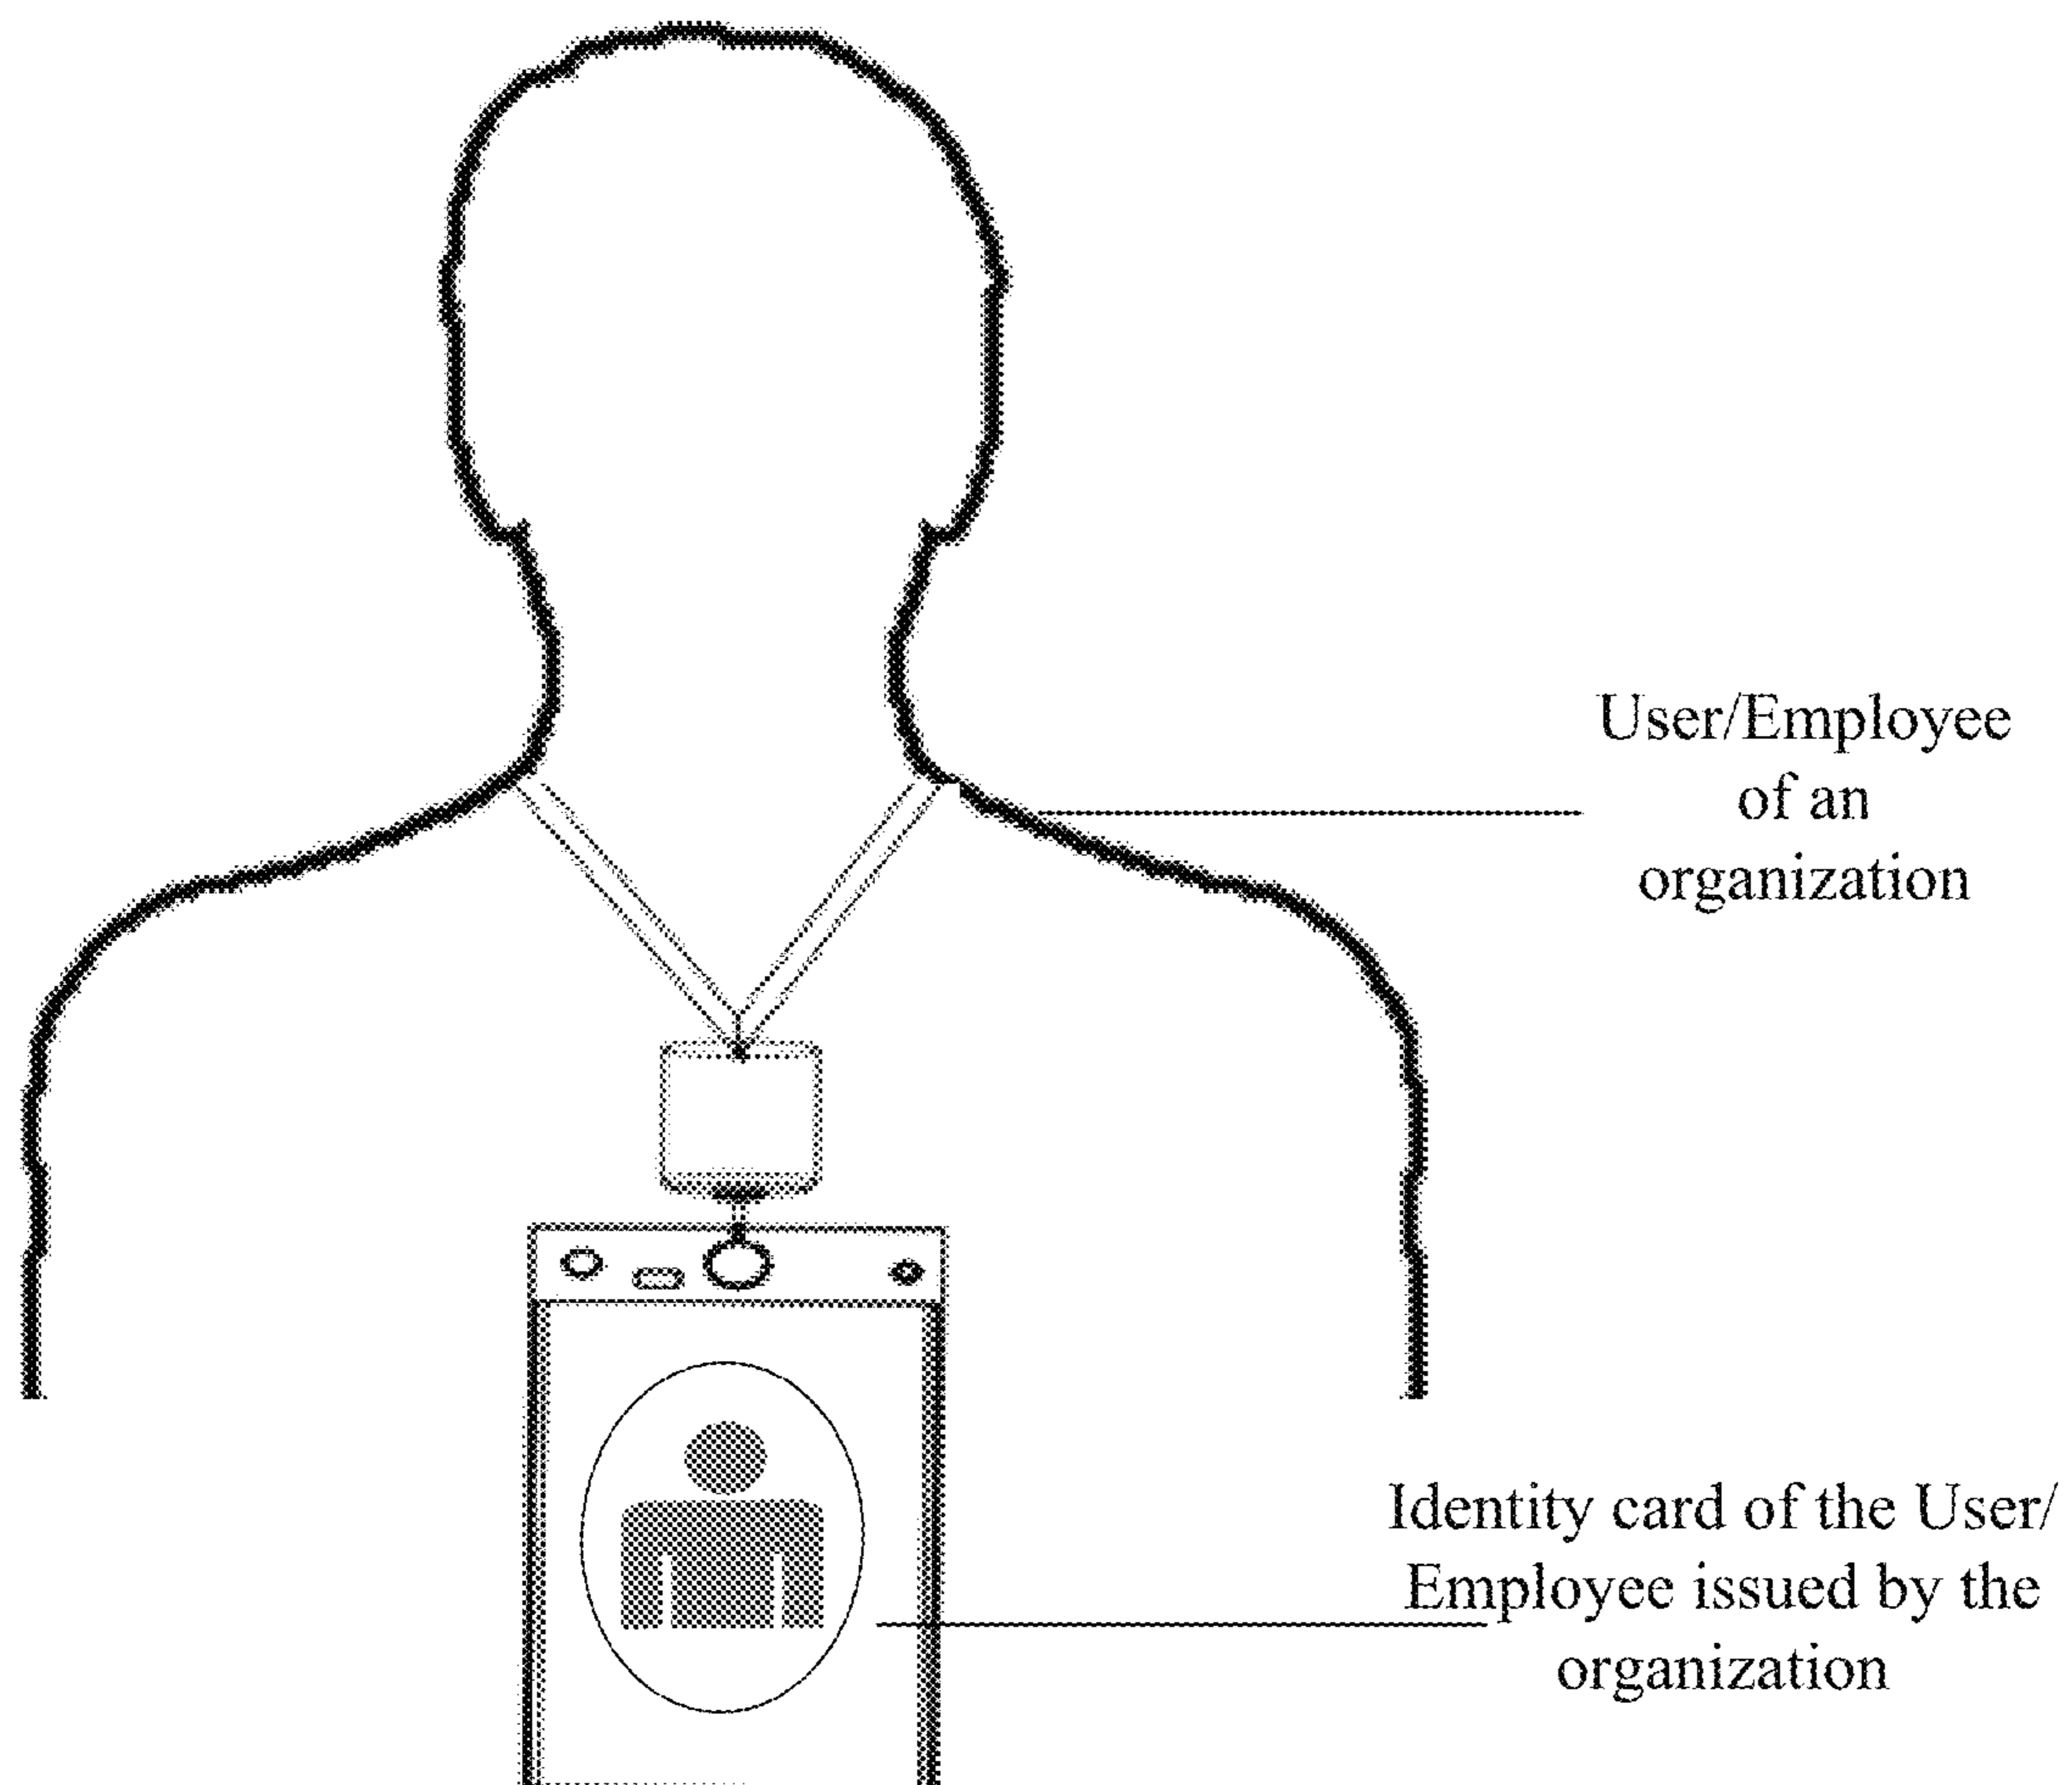 User/Employee
of an
organization
Identity card of the User/
Employee issued by the
organization